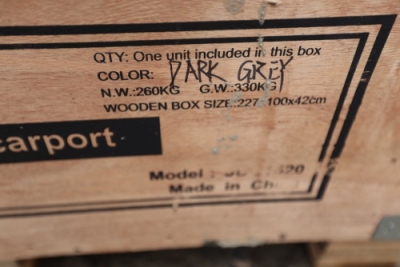 QTY: One unit included in this box
COLOR: DARK GREY
N.W.:260KG G.W.:330KG
WOODEN BOX SIZE:227 100x42cm
carport
Model :
Made in